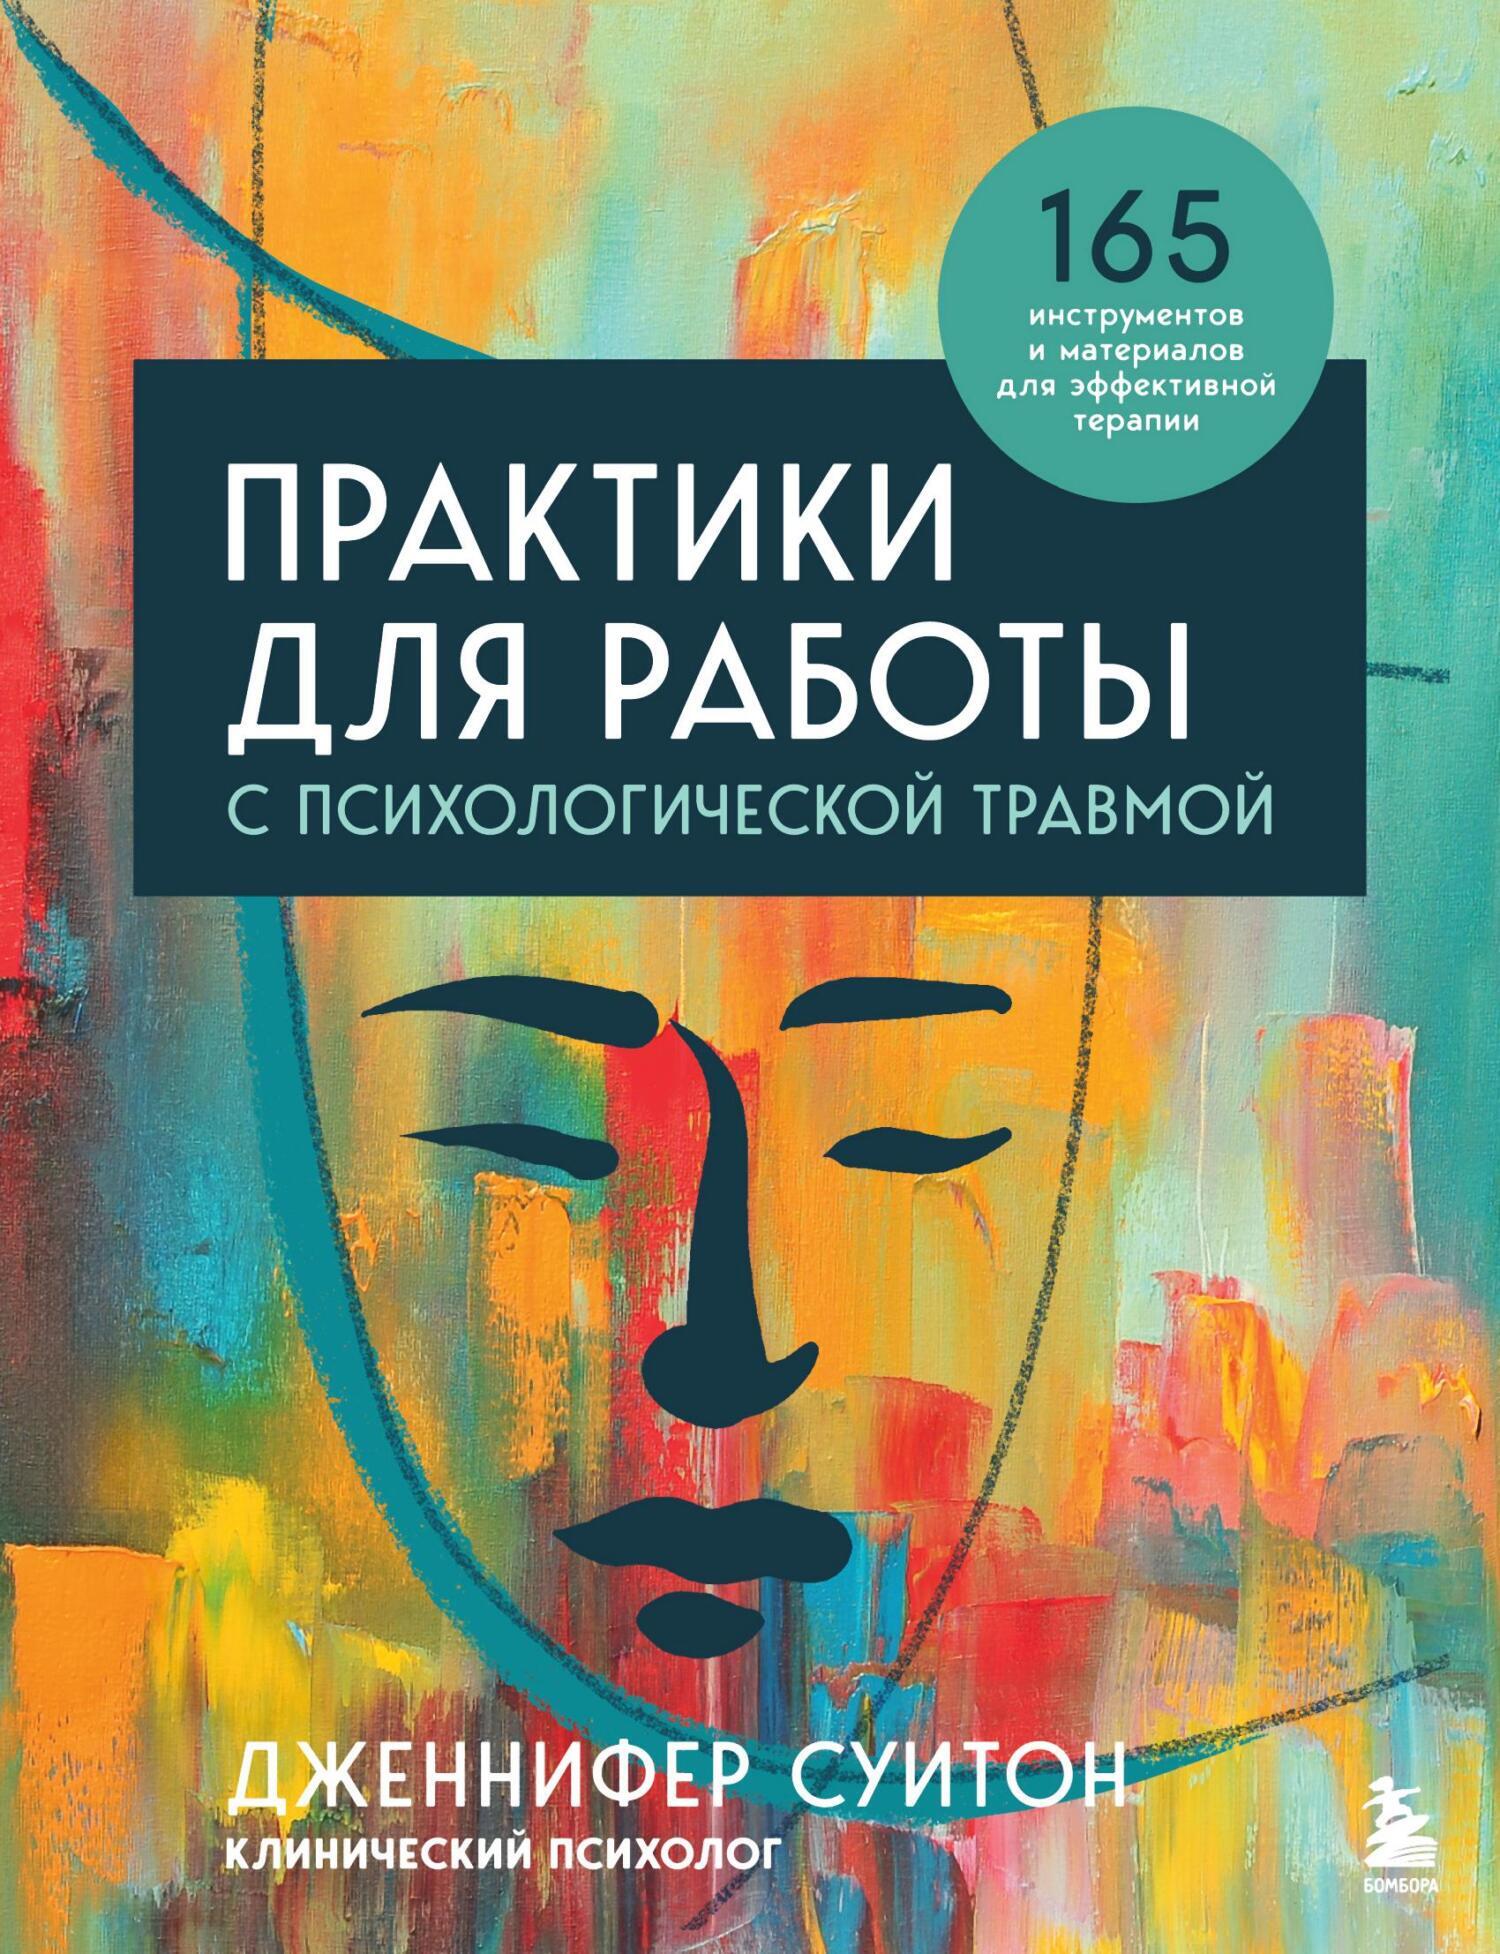 165
инструментов
и материалов
для эффективной
терапии
ПРАКТИКИ
ДЛЯ РАБОТЫ
С ПСИХОЛОГИЧЕСКОЙ ТРАВМОЙ
ДЖЕННИФЕР СУИТОН
КЛИНИЧЕСКИЙ ПСИХОЛОГ
БОМБОРА